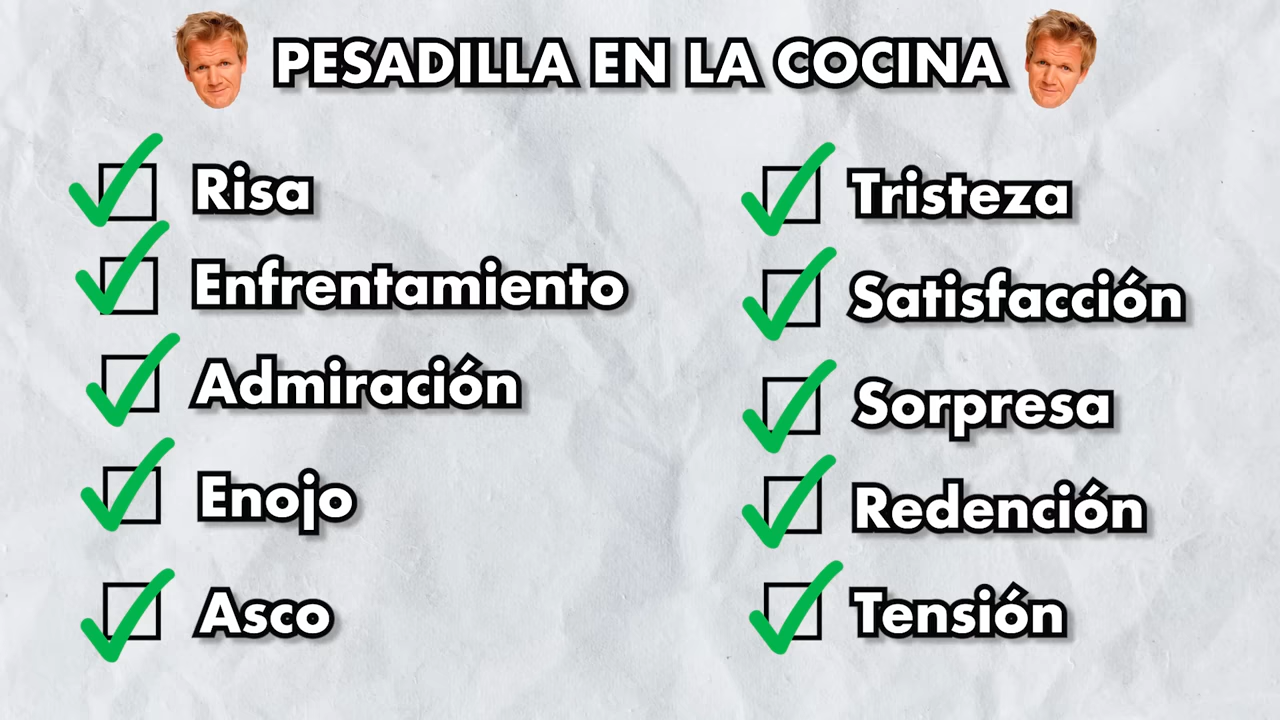 PESADILLA EN LA COCINA
Risa
Enfrentamiento
Admiración
Enojo
Asco
Tristeza
Satisfacción
Sorpresa
Redención
Tensión